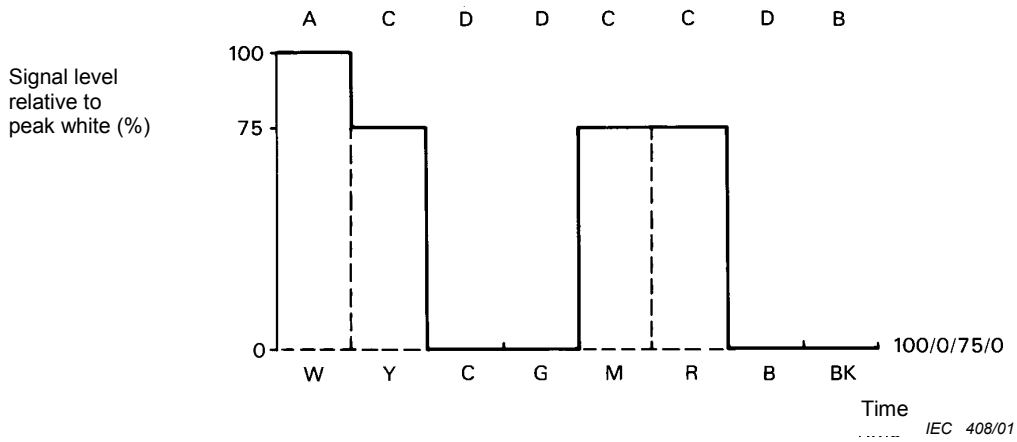 A C D D C C D B
Signal level
relative to
peak white (%)
100
75
0
100/0/75/0
W Y C G M R B BK
Time
IEC 408/01